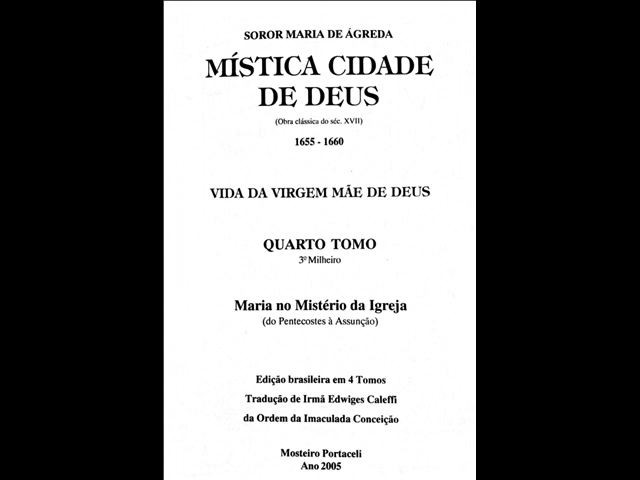 SOROR MARIA DE ÁGREDA
MÍSTICA CIDADE
DE DEUS
(Obra clássica do séc. XVII)
1655 - 1660
VIDA DA VIRGEM MÃE DE DEUS
QUARTO TOMO
3º Milheiro
Maria no Mistério da Igreja
(do Pentecostes à Assunção)
Edição brasileira em 4 Tomos
Tradução de Irmã Edwiges Caleffi
da Ordem da Imaculada Conceição
Mosteiro Portaceli
Ano 2005